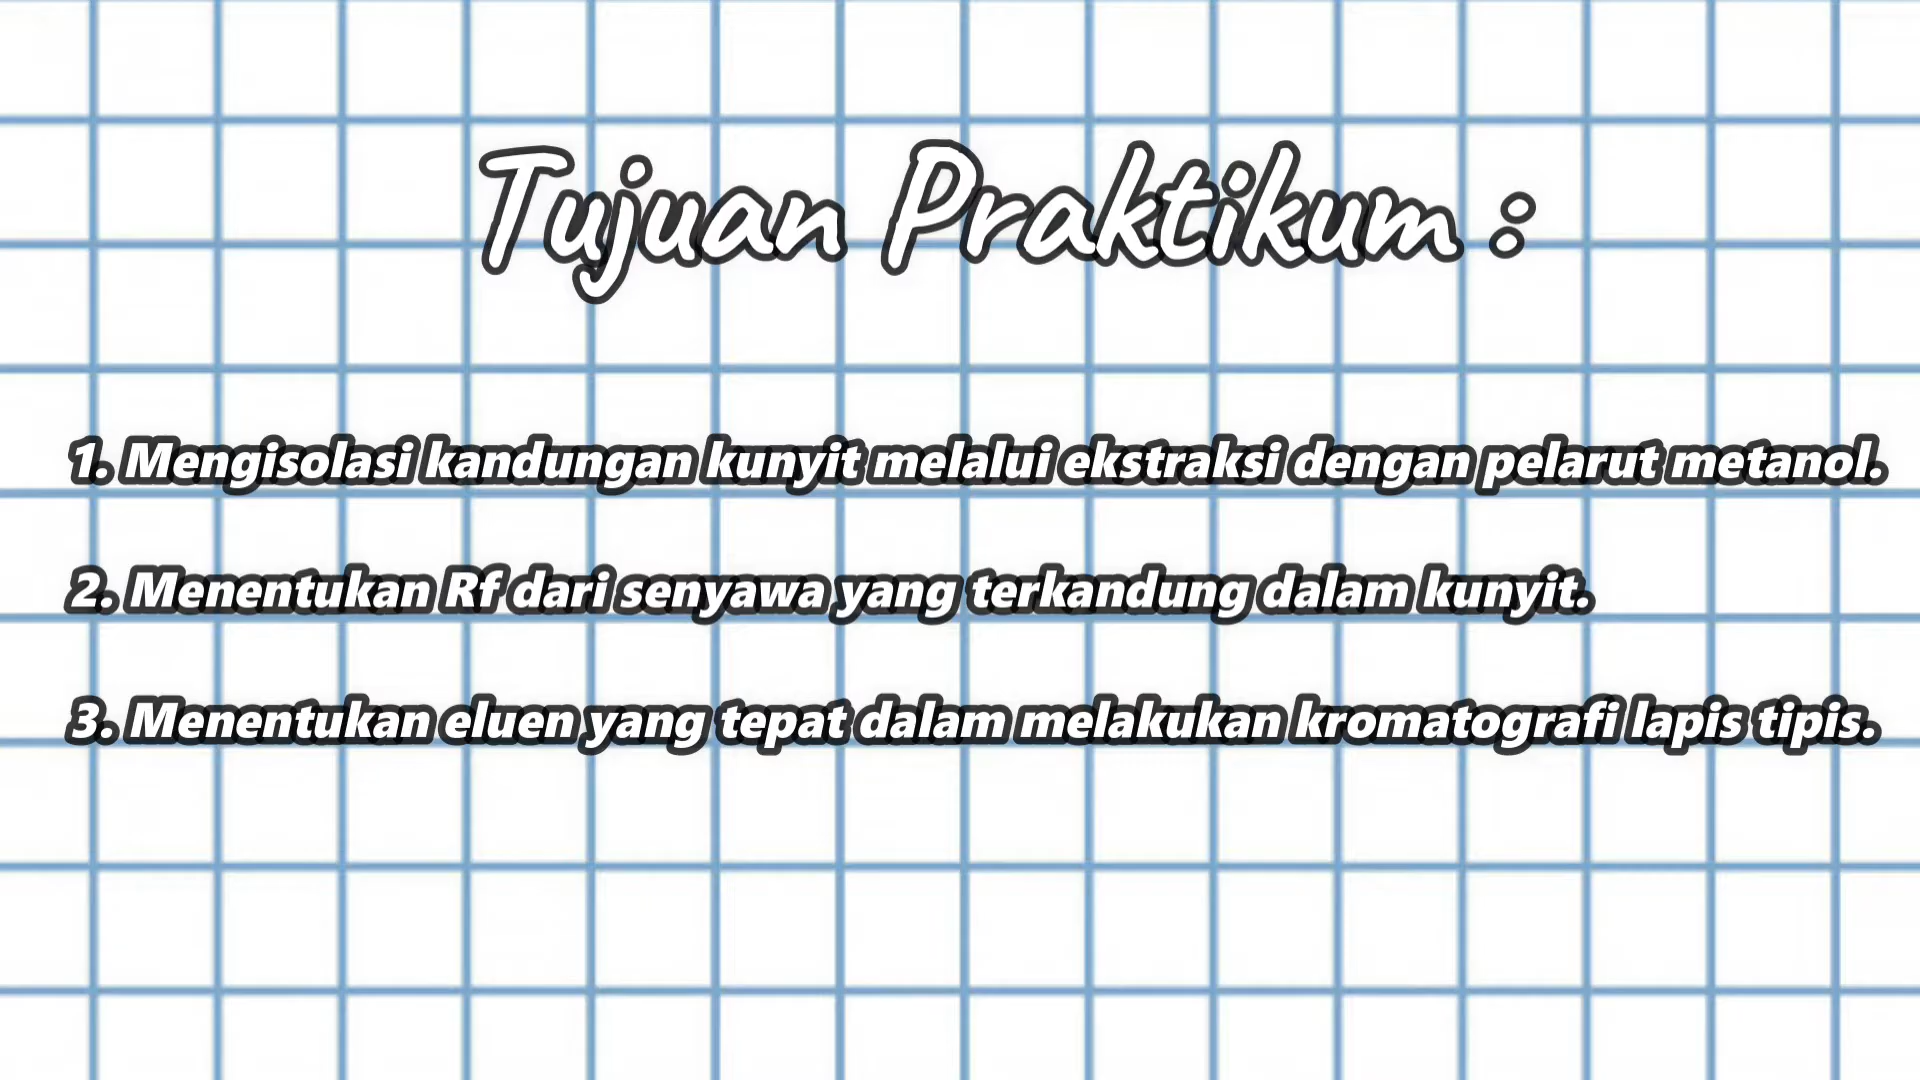 Tujuan Praktikum :
1. Mengisolasi kandungan kunyit melalui ekstraksi dengan pelarut metanol.
2. Menentukan Rf dari senyawa yang terkandung dalam kunyit.
3. Menentukan eluen yang tepat dalam melakukan kromatografi lapis tipis.